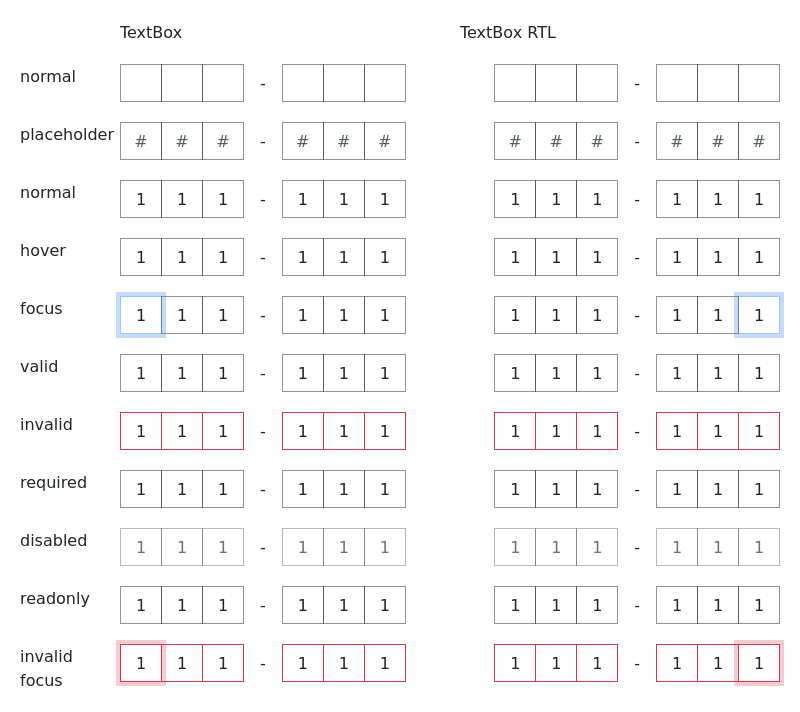 TextBox TextBox RTL
normal - -
placeholder # # # - # # # # # # - # # #
normal 1 1 1 - 1 1 1 1 1 1 - 1 1 1
hover 1 1 1 - 1 1 1 1 1 1 - 1 1 1
focus 1 1 1 - 1 1 1 1 1 1 - 1 1 1
valid 1 1 1 - 1 1 1 1 1 1 - 1 1 1
invalid 1 1 1 - 1 1 1 1 1 1 - 1 1 1
required 1 1 1 - 1 1 1 1 1 1 - 1 1 1
disabled 1 1 1 - 1 1 1 1 1 1 - 1 1 1
readonly 1 1 1 - 1 1 1 1 1 1 - 1 1 1
invalid 1 1 1 - 1 1 1 1 1 1 - 1 1 1
focus